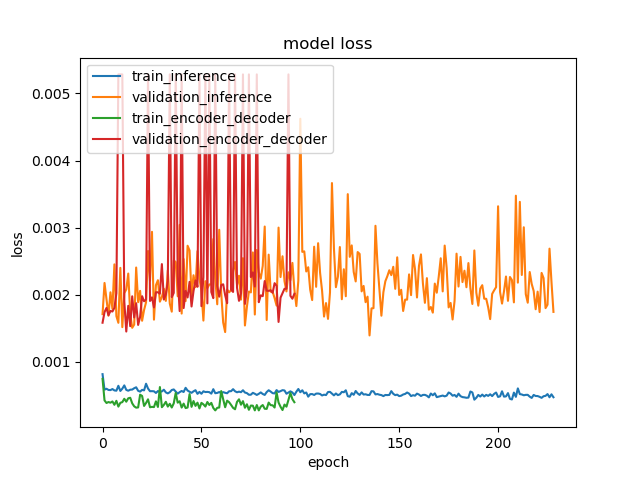 model loss
train_inference
validation_inference
train_encoder_decoder
validation_encoder_decoder
loss
0.005
0.004
0.003
0.002
0.001
0
50
100
150
200
epoch